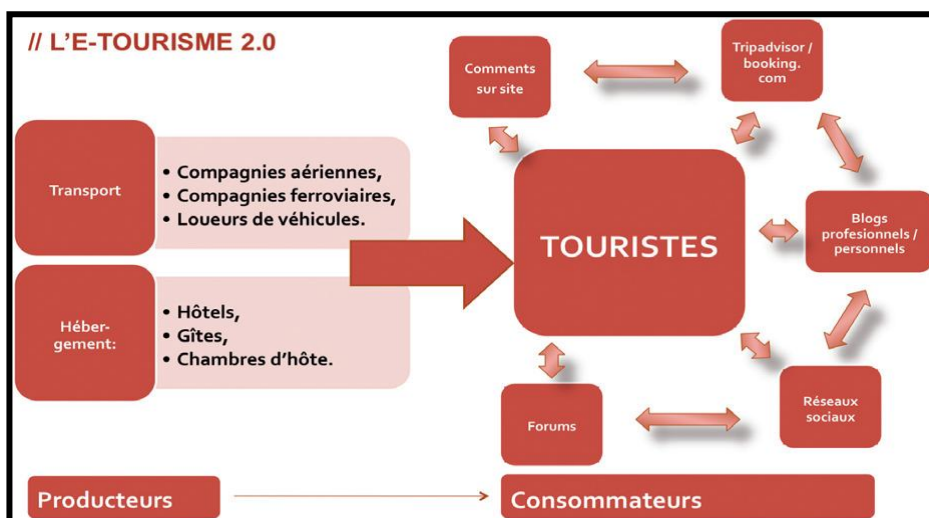 // L'E-TOURISME 2.0
Transport
• Compagnies aériennes,
• Compagnies ferroviaires,
• Loueurs de véhicules.
Héber-
gement:
• Hôtels,
• Gîtes,
• Chambres d'hôte.
Comments
sur site
Tripadvisor /
booking.
com
TOURISTES
Blogs
profesionnels /
personnels
Forums
Réseaux
sociaux
Producteurs
Consommateurs